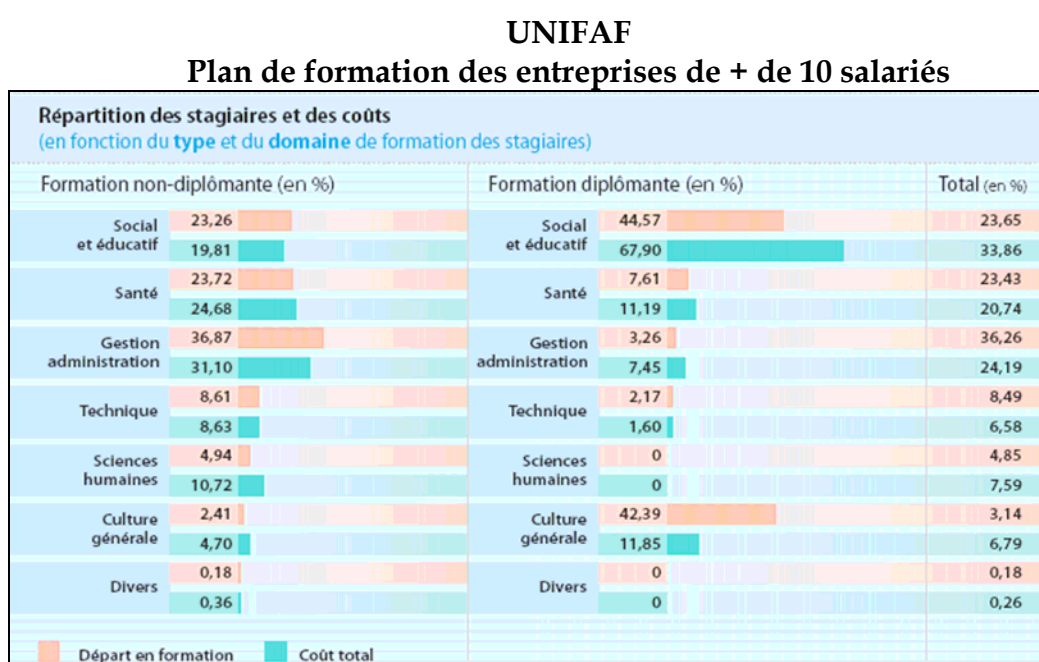 UNIFAF
Plan de formation des entreprises de + de 10 salariés
Répartition des stagiaires et des coûts
(en fonction du type et du domaine de formation des stagiaires)
Formation non-diplômante (en %)
Formation diplômante (en %)
Total (en %)
Social
et éducatif
23,26
19,81
Social
et éducatif
44,57
67,90
23,65
33,86
Santé
23,72
24,68
Santé
7,61
11,19
23,43
20,74
Gestion
administration
36,87
31,10
Gestion
administration
3,26
7,45
36,26
24,19
Technique
8,61
8,63
Technique
2,17
1,60
8,49
6,58
Sciences
humaines
4,94
10,72
Sciences
humaines
0
0
4,85
7,59
Culture
générale
2,41
4,70
Culture
générale
42,39
11,85
3,14
6,79
Divers
0,18
0,36
Divers
0
0
0,18
0,26
Départ en formation
Coût total